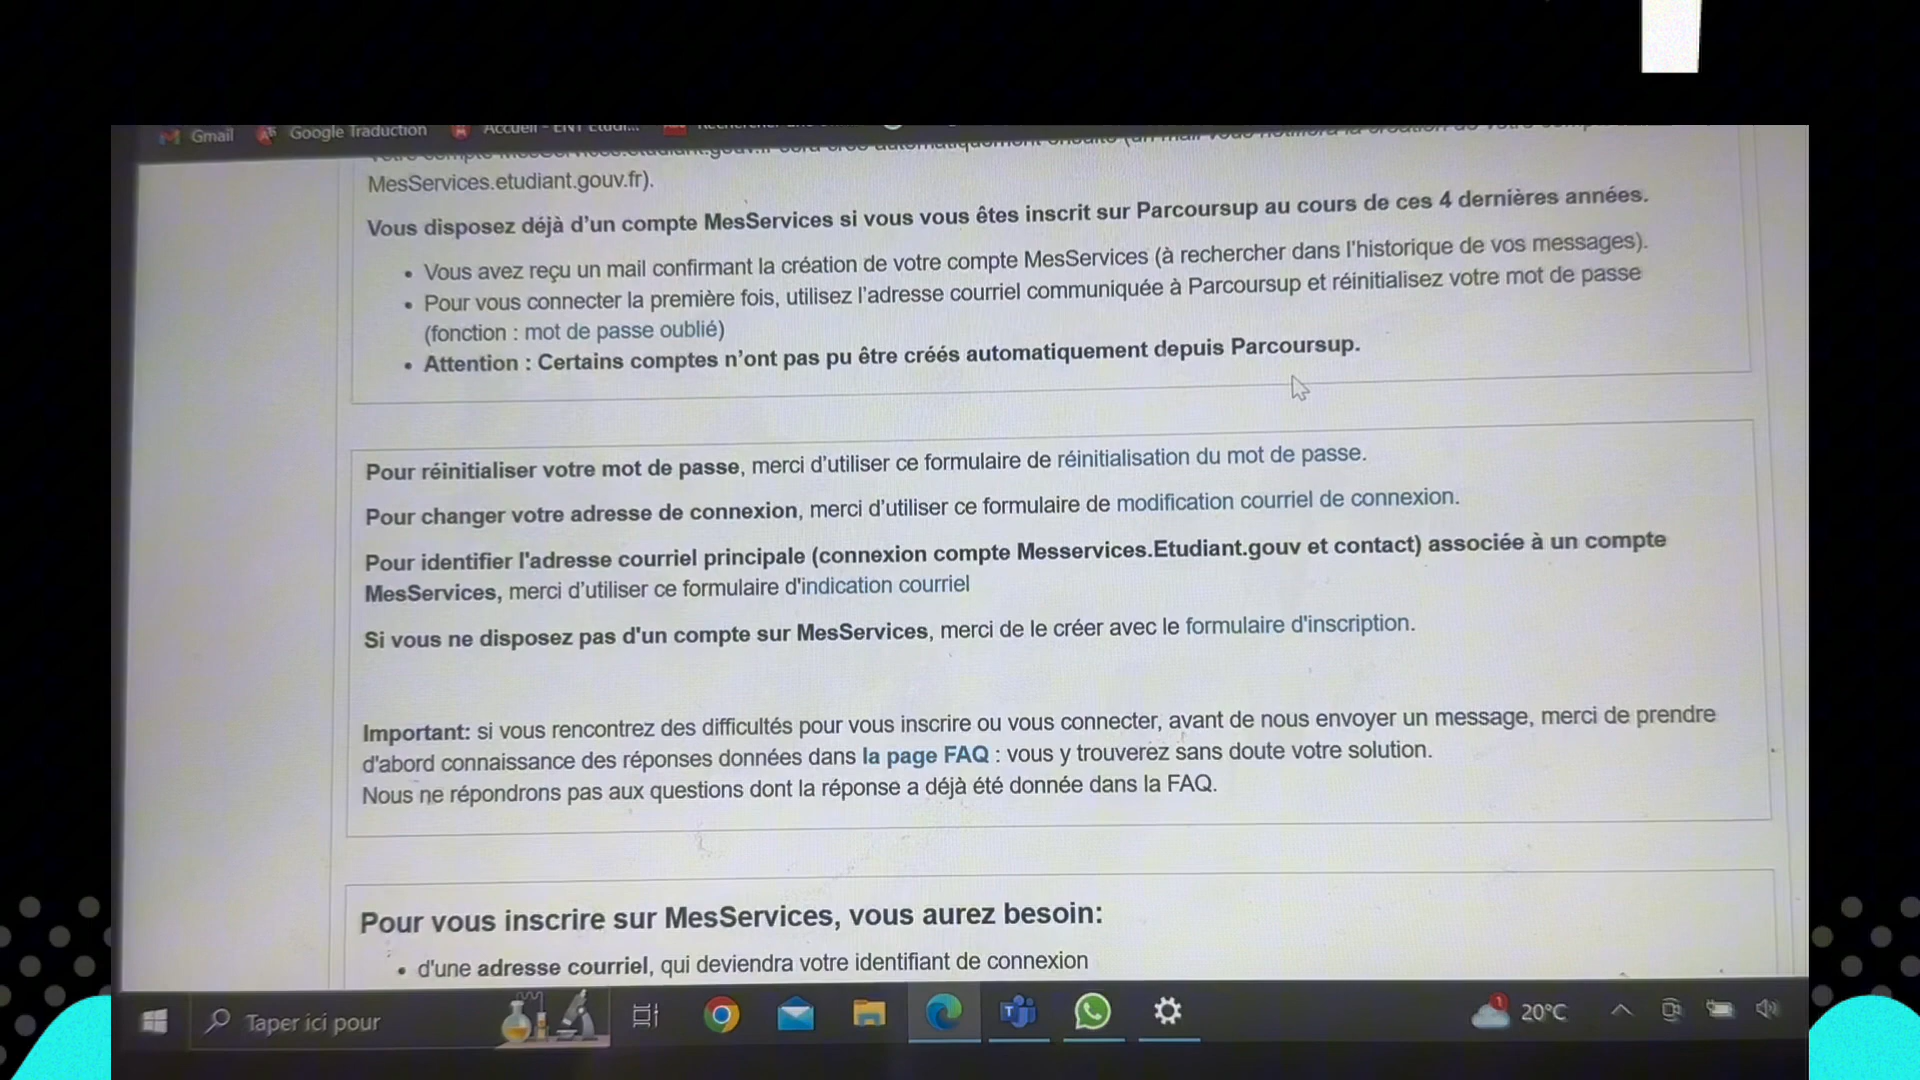 Gmail Google Traduction Accueil - ENT Etudi...
MesServices.etudiant.gouv.fr).
Vous disposez déjà d'un compte MesServices si vous vous êtes inscrit sur Parcoursup au cours de ces 4 dernières années.
• Vous avez reçu un mail confirmant la création de votre compte MesServices (à rechercher dans l'historique de vos messages).
• Pour vous connecter la première fois, utilisez l'adresse courriel communiquée à Parcoursup et réinitialisez votre mot de passe
(fonction : mot de passe oublié)
• Attention : Certains comptes n'ont pas pu être créés automatiquement depuis Parcoursup.
Pour réinitialiser votre mot de passe, merci d'utiliser ce formulaire de réinitialisation du mot de passe.
Pour changer votre adresse de connexion, merci d'utiliser ce formulaire de modification courriel de connexion.
Pour identifier l'adresse courriel principale (connexion compte Messervices.Etudiant.gouv et contact) associée à un compte
MesServices, merci d'utiliser ce formulaire d'indication courriel
Si vous ne disposez pas d'un compte sur MesServices, merci de le créer avec le formulaire d'inscription.
Important: si vous rencontrez des difficultés pour vous inscrire ou vous connecter, avant de nous envoyer un message, merci de prendre
d'abord connaissance des réponses données dans la page FAQ : vous y trouverez sans doute votre solution.
Nous ne répondrons pas aux questions dont la réponse a déjà été donnée dans la FAQ.
Pour vous inscrire sur MesServices, vous aurez besoin:
• d'une adresse courriel, qui deviendra votre identifiant de connexion
Taper ici pour 1 20°C